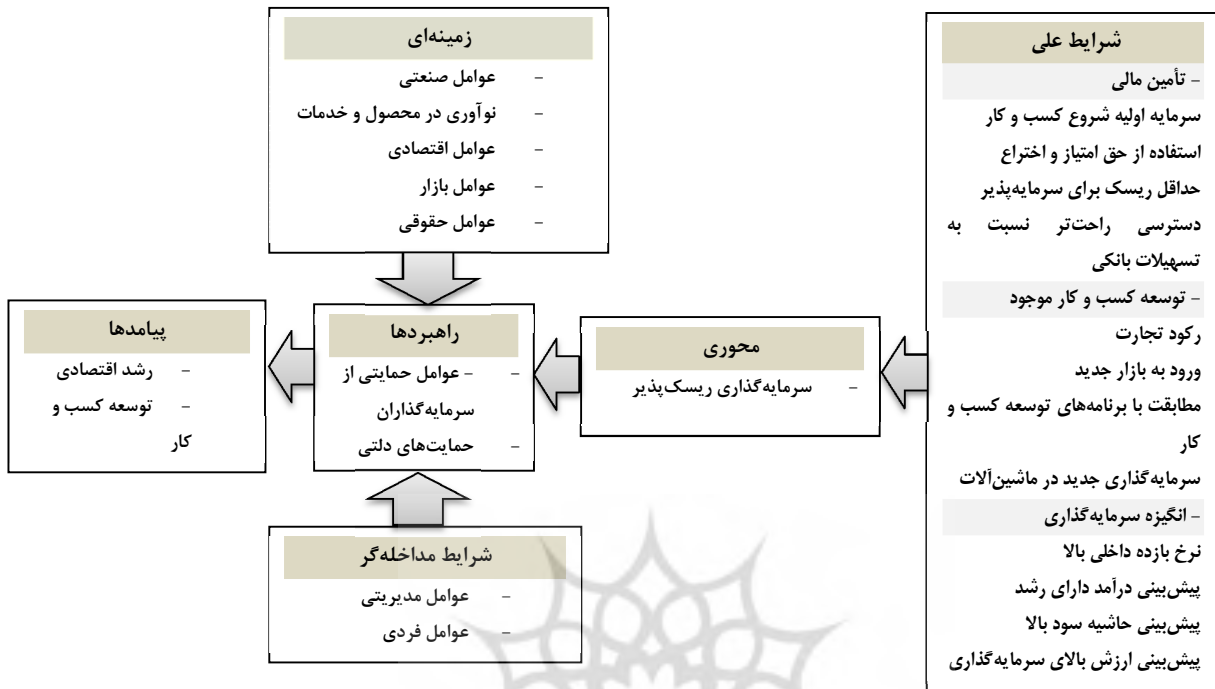 شرایط علی
- تأمین مالی
سرمایه اولیه شروع کسب و کار
استفاده از حق امتیاز و اختراع
حداقل ریسک برای سرمایه‌پذیر
دسترسی راحت‌تر نسبت به
تسهیلات بانکی
- توسعه کسب و کار موجود
رکود تجارت
ورود به بازار جدید
مطابقت با برنامه‌های توسعه کسب و
کار
سرمایه‌گذاری جدید در ماشین‌آلات
- انگیزه سرمایه‌گذاری
نرخ بازده داخلی بالا
پیش‌بینی درآمد دارای رشد
پیش‌بینی حاشیه سود بالا
پیش‌بینی ارزش بالای سرمایه‌گذاری
محوری
- سرمایه‌گذاری ریسک‌پذیر
زمینه‌ای
- عوامل صنعتی
- نوآوری در محصول و خدمات
- عوامل اقتصادی
- عوامل بازار
- عوامل حقوقی
راهبردها
- - عوامل حمایتی از
سرمایه‌گذاران
- حمایت‌های دلتی
شرایط مداخله‌گر
- عوامل مدیریتی
- عوامل فردی
پیامدها
- رشد اقتصادی
- توسعه کسب و
کار